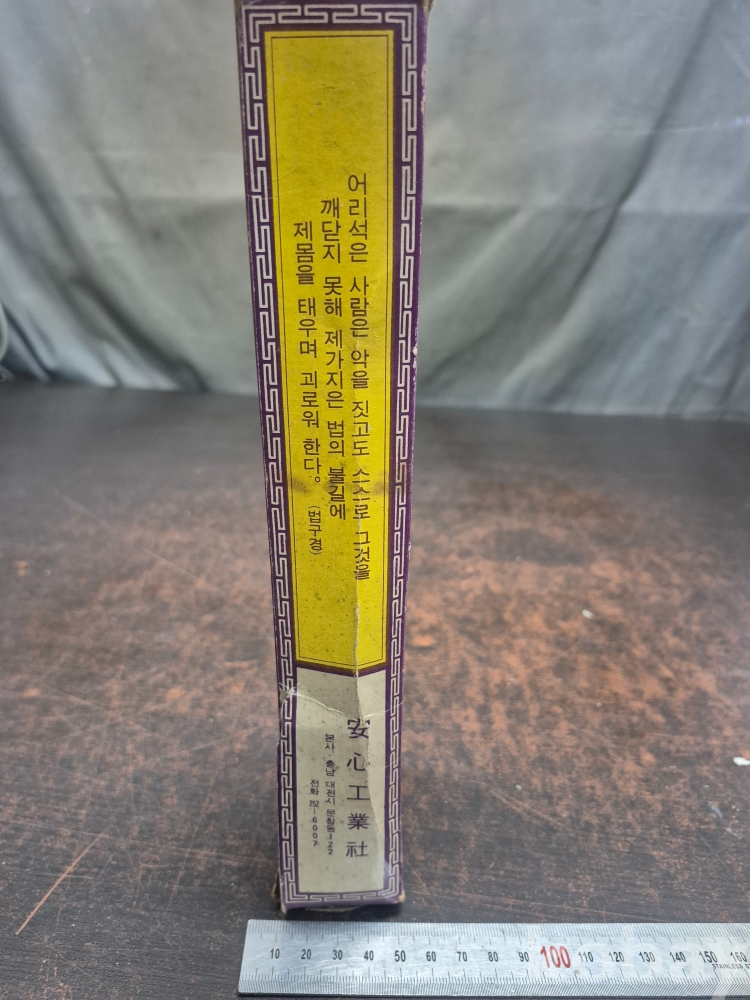 어리석은 사람은 악을 짓고도 스스로 그것을
깨닫지 못해 제가지은 법의 불길에
제몸을 태우며 괴로워 한다。 (법구경)
安心工業社
본사·충남 대전시 문창동122
전화 252-6007
10 20 30 40 50 60 70 80 90 100 110 120 130 140 150 160
STAINLESS